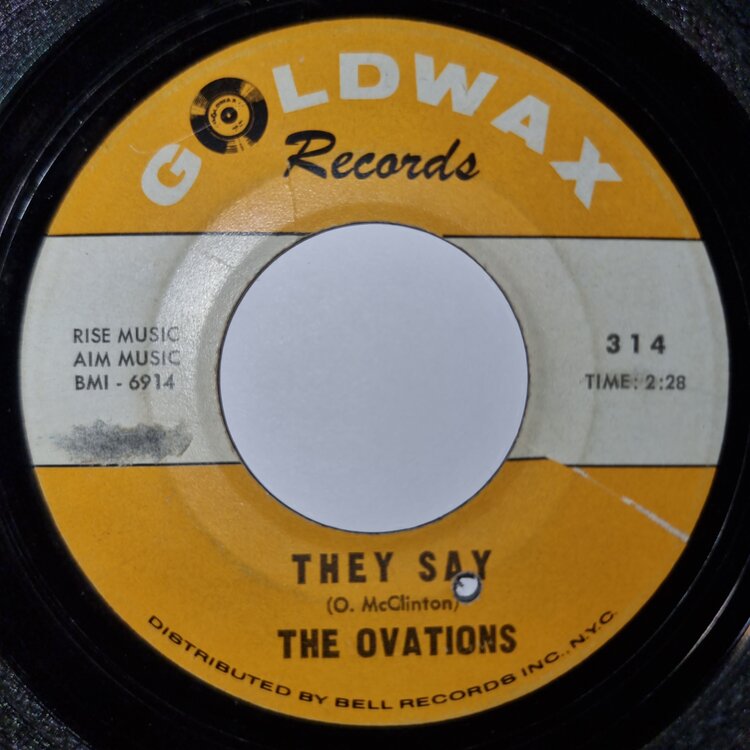 GOLDWAX
Records
RISE MUSIC
AIM MUSIC
BMI - 6914
314
TIME: 2:28
THEY SAY
(O. McClinton)
THE OVATIONS
DISTRIBUTED BY BELL RECORDS INC., N.Y.C.